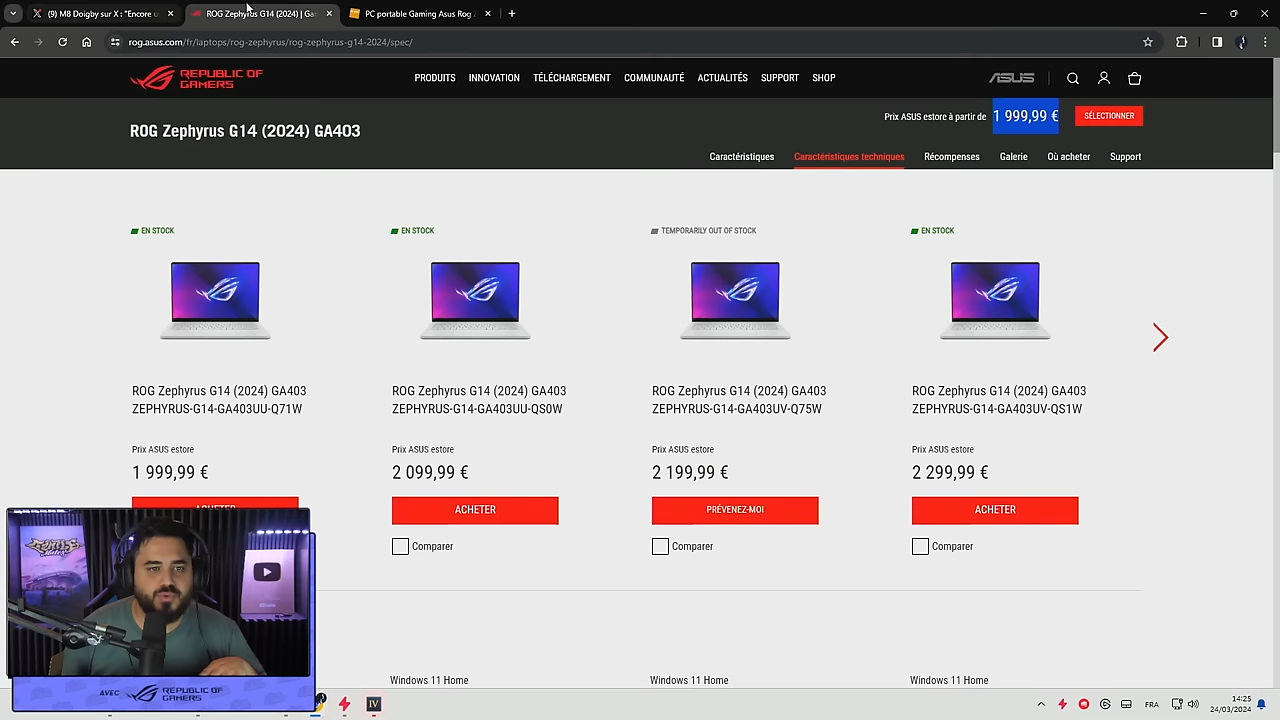 (9) M8 Doigby sur X : "Encore u
ROG Zephyrus G14 (2024) | Ga
PC portable Gaming Asus Rog
rog.asus.com/fr/laptops/rog-zephyrus/rog-zephyrus-g14-2024/spec/
REPUBLIC OF
GAMERS
PRODUITS
INNOVATION
TÉLÉCHARGEMENT
COMMUNAUTÉ
ACTUALITÉS
SUPPORT
SHOP
ASUS
ROG Zephyrus G14 (2024) GA403
Prix ASUS estore à partir de
1 999,99 €
SÉLECTIONNER
Caractéristiques
Caractéristiques techniques
Récompenses
Galerie
Où acheter
Support
EN STOCK
EN STOCK
TEMPORARILY OUT OF STOCK
EN STOCK
ROG Zephyrus G14 (2024) GA403
ZEPHYRUS-G14-GA403UU-Q71W
ROG Zephyrus G14 (2024) GA403
ZEPHYRUS-G14-GA403UU-QS0W
ROG Zephyrus G14 (2024) GA403
ZEPHYRUS-G14-GA403UV-Q75W
ROG Zephyrus G14 (2024) GA403
ZEPHYRUS-G14-GA403UV-QS1W
Prix ASUS estore
1 999,99 €
Prix ASUS estore
2 099,99 €
Prix ASUS estore
2 199,99 €
Prix ASUS estore
2 299,99 €
ACHETER
ACHETER
PRÉVENEZ-MOI
ACHETER
Comparer
Comparer
Comparer
Windows 11 Home
Windows 11 Home
Windows 11 Home
AVEC
REPUBLIC OF
GAMERS
IV
FRA
14:25
24/03/2024